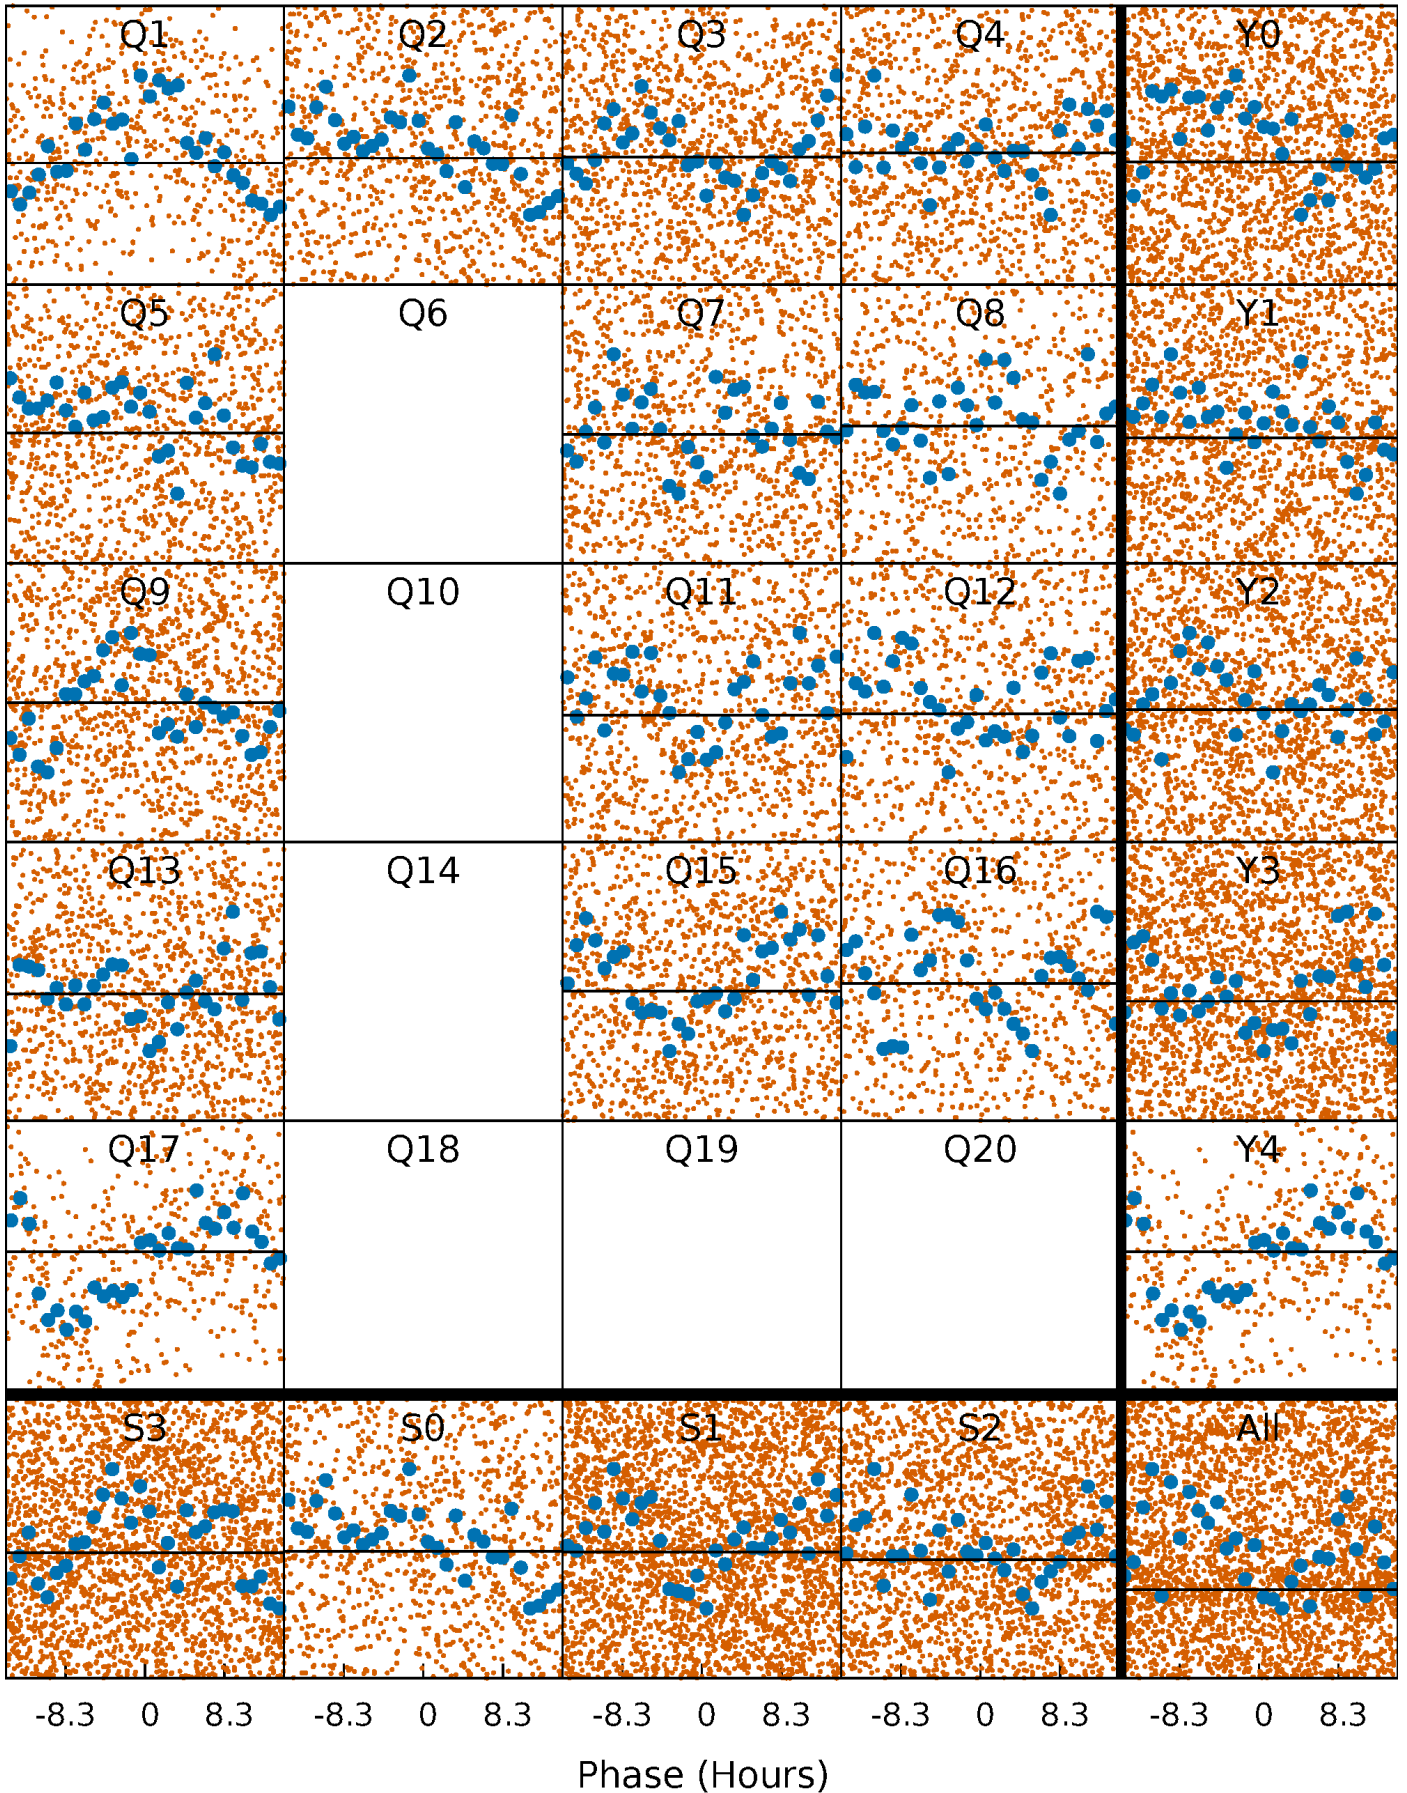 Q1 Q2 Q3 Q4 Y0
Q5 Q6 Q7 Q8 Y1
Q9 Q10 Q11 Q12 Y2
Q13 Q14 Q15 Q16 Y3
Q17 Q18 Q19 Q20 Y4
S3 S0 S1 S2 All
-8.3 0 8.3 -8.3 0 8.3 -8.3 0 8.3 -8.3 0 8.3 -8.3 0 8.3
Phase (Hours)